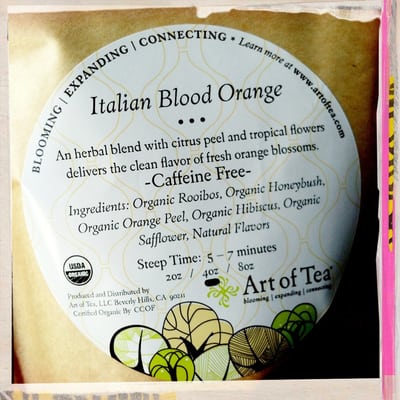 BLOOMING | EXPANDING | CONNECTING * Learn more at www.artoftea.com
Italian Blood Orange
• • •
An herbal blend with citrus peel and tropical flowers
delivers the clean flavor of fresh orange blossoms.
-Caffeine Free-
Ingredients: Organic Rooibos, Organic Honeybush,
Organic Orange Peel, Organic Hibiscus, Organic
Safflower, Natural Flavors
Steep Time: 5 - 7 minutes
2oz / 4oz / 8oz
USDA
ORGANIC
Produced and Distributed by
Art of Tea, LLC Beverly Hills, CA 90211
Certified Organic By CCOF
Art of Tea
blooming | expanding | connecting